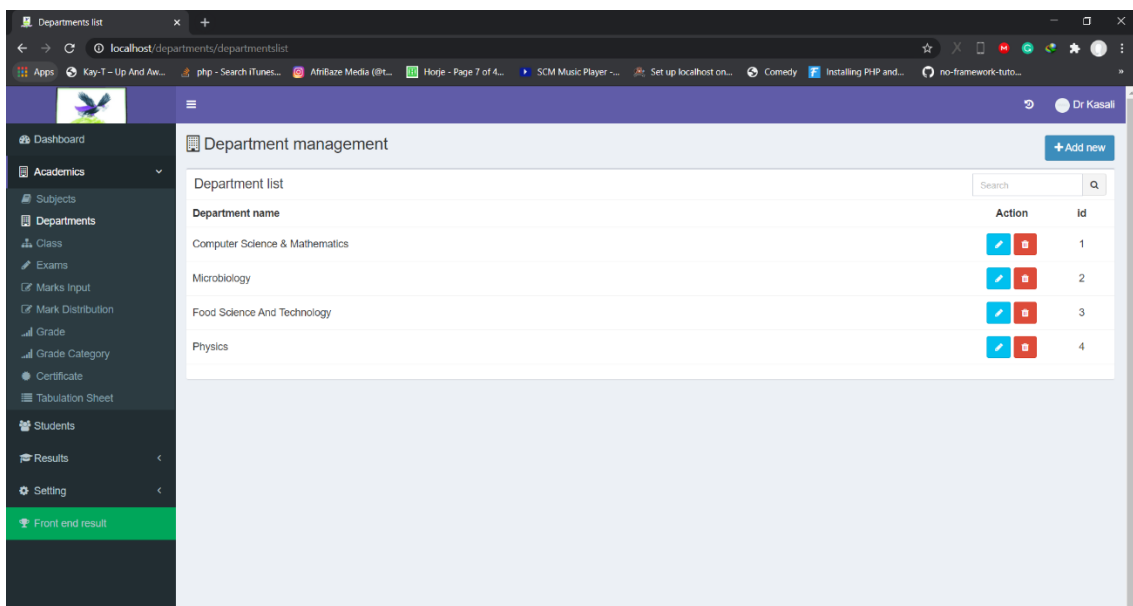 Departments list
localhost/departments/departmentslist
Apps Kay-T – Up And Aw... php - Search iTunes... AfriBaze Media (@t... Horje - Page 7 of 4... SCM Music Player -... Set up localhost on... Comedy Installing PHP and... no-framework-tuto... »
Dr Kasali
Dashboard
Academics
Subjects
Departments
Class
Exams
Marks Input
Mark Distribution
Grade
Grade Category
Certificate
Tabulation Sheet
Students
Results
Setting
Front end result
Department management
+ Add new
Department list
Search
Department name Action id
Computer Science & Mathematics 1
Microbiology 2
Food Science And Technology 3
Physics 4